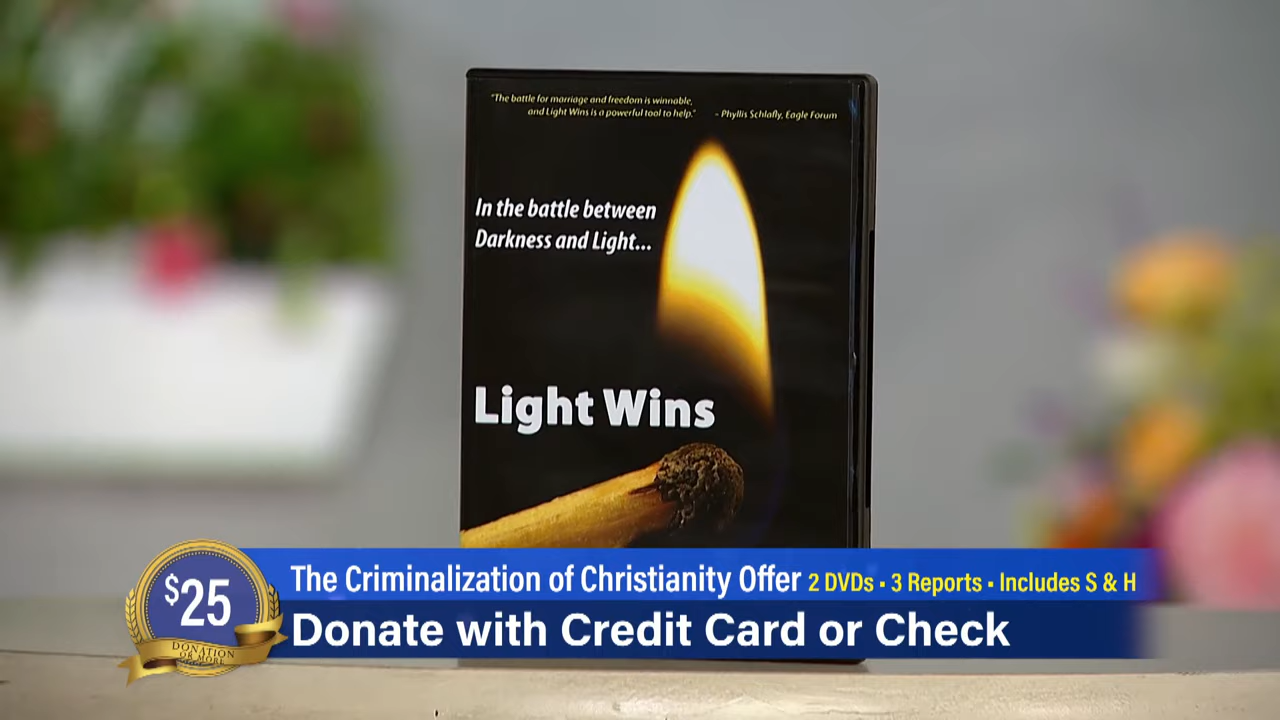 "The battle for marriage and freedom is winnable,
and Light Wins is a powerful tool to help." - Phyllis Schlafly, Eagle Forum
In the battle between
Darkness and Light...
Light Wins
$25
DONATION
OR MORE
The Criminalization of Christianity Offer 2 DVDs • 3 Reports • Includes S & H
Donate with Credit Card or Check